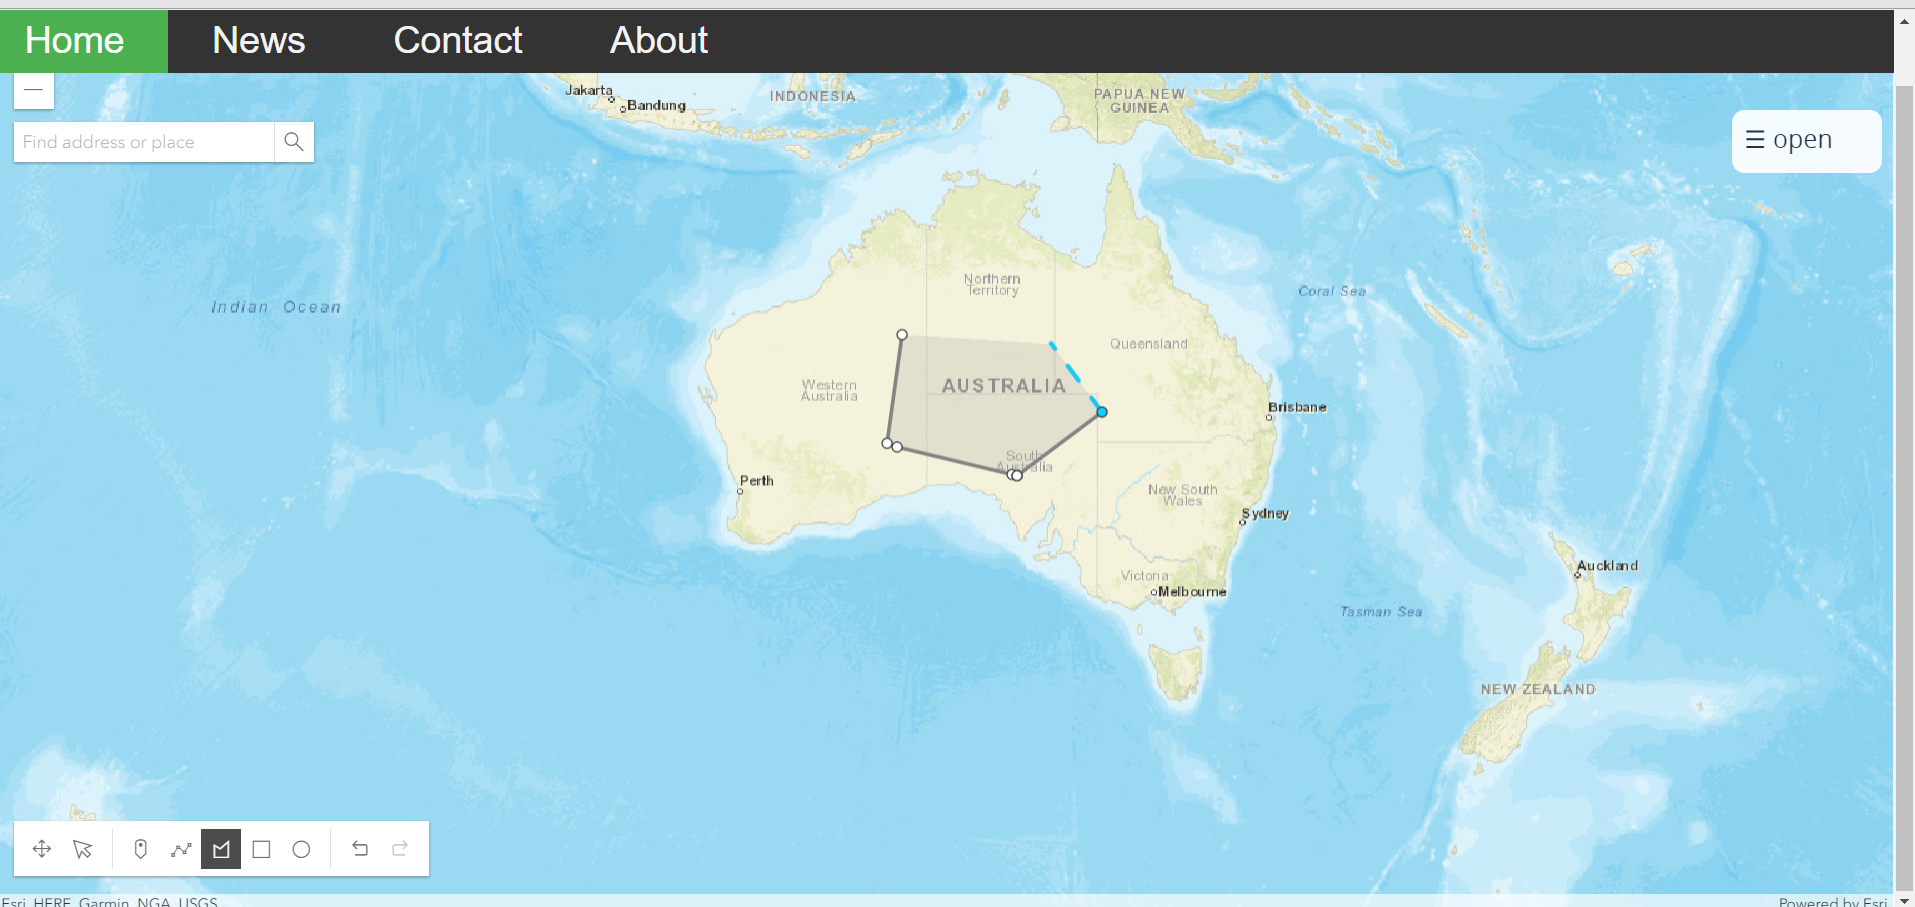 Home News Contact About
Jakarta
Bandung
INDONESIA
PAPUA NEW
GUINEA
Find address or place
☰ open
Northern
Territory
Indian Ocean
Coral Sea
Queensland
Western
Australia
AUSTRALIA
Brisbane
South
Australia
Perth
New South
Wales
Sydney
Victoria
Melbourne
Auckland
Tasman Sea
NEW ZEALAND
Esri, HERE, Garmin, NGA, USGS
Powered by Esri